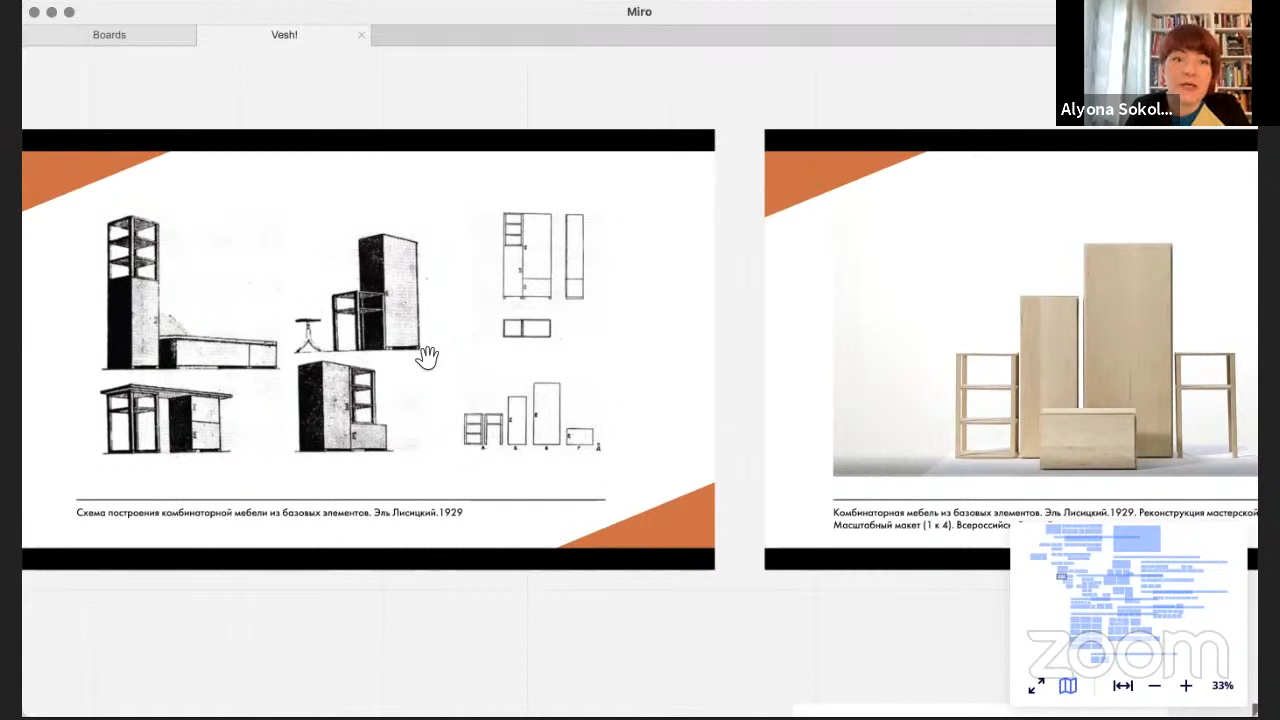 Miro
Boards
Vesh!
Alyona Sokol...
Схема построения комбинаторной мебели из базовых элементов. Эль Лисицкий.1929
Комбинаторная мебель из базовых элементов. Эль Лисицкий.1929. Реконструкция мастерской
Масштабный макет (1 к 4).
zoom
33%